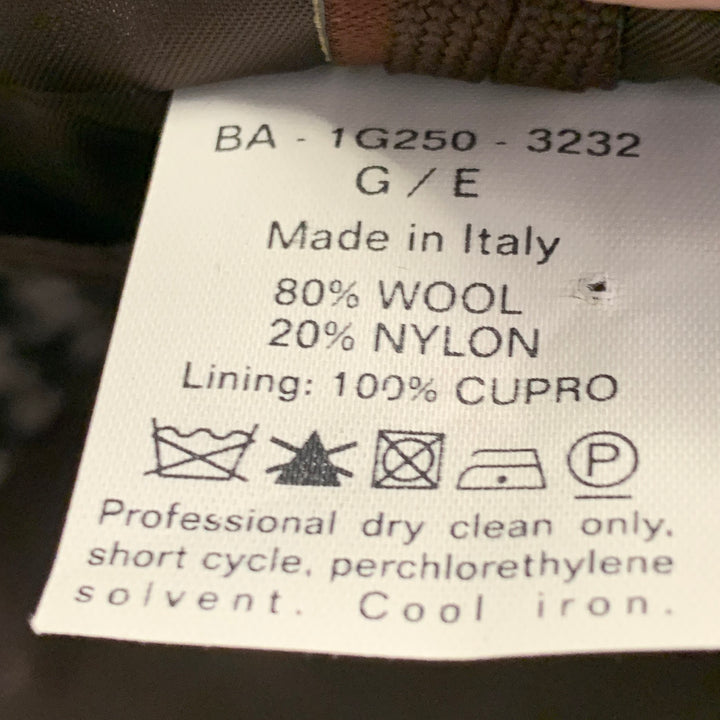 BA - 1G250 - 3232
G / E
Made in Italy
80% WOOL
20% NYLON
Lining: 100% CUPRO
P
Professional dry clean only.
short cycle. perchlorethylene
solvent. Cool iron.